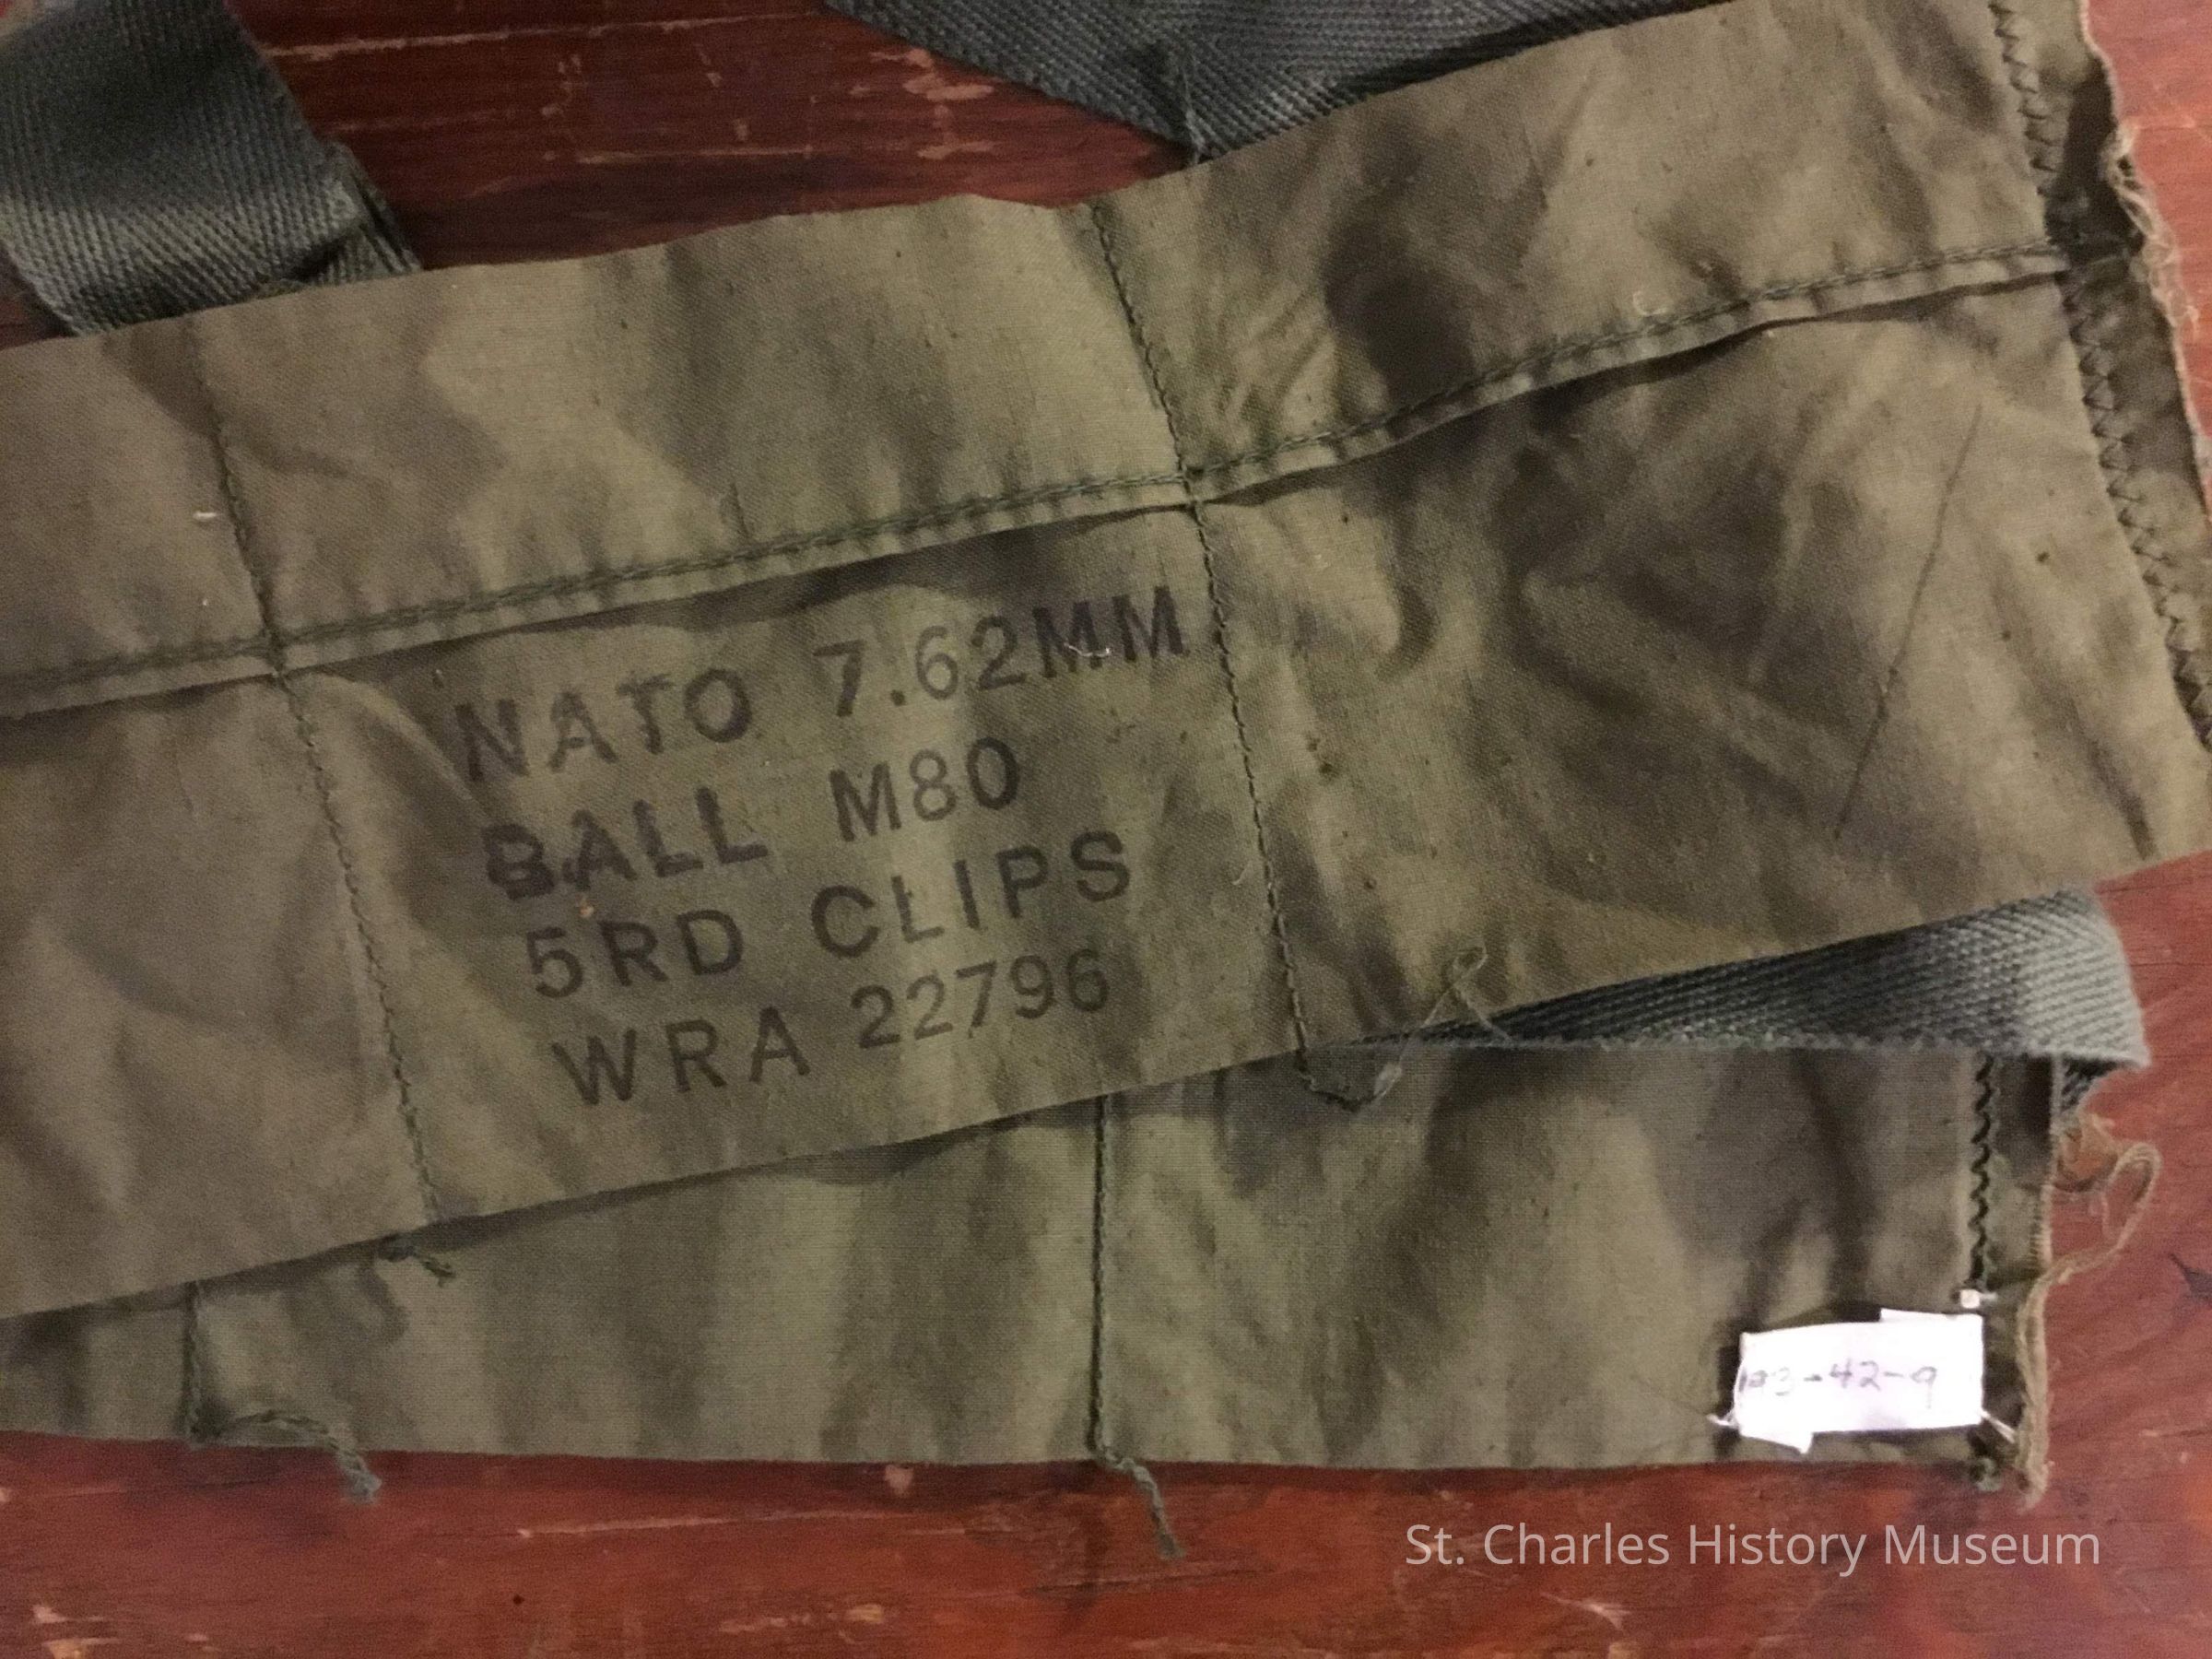 NATO 7.62MM
BALL M80
5RD CLIPS
WRA 22796
St. Charles History Museum